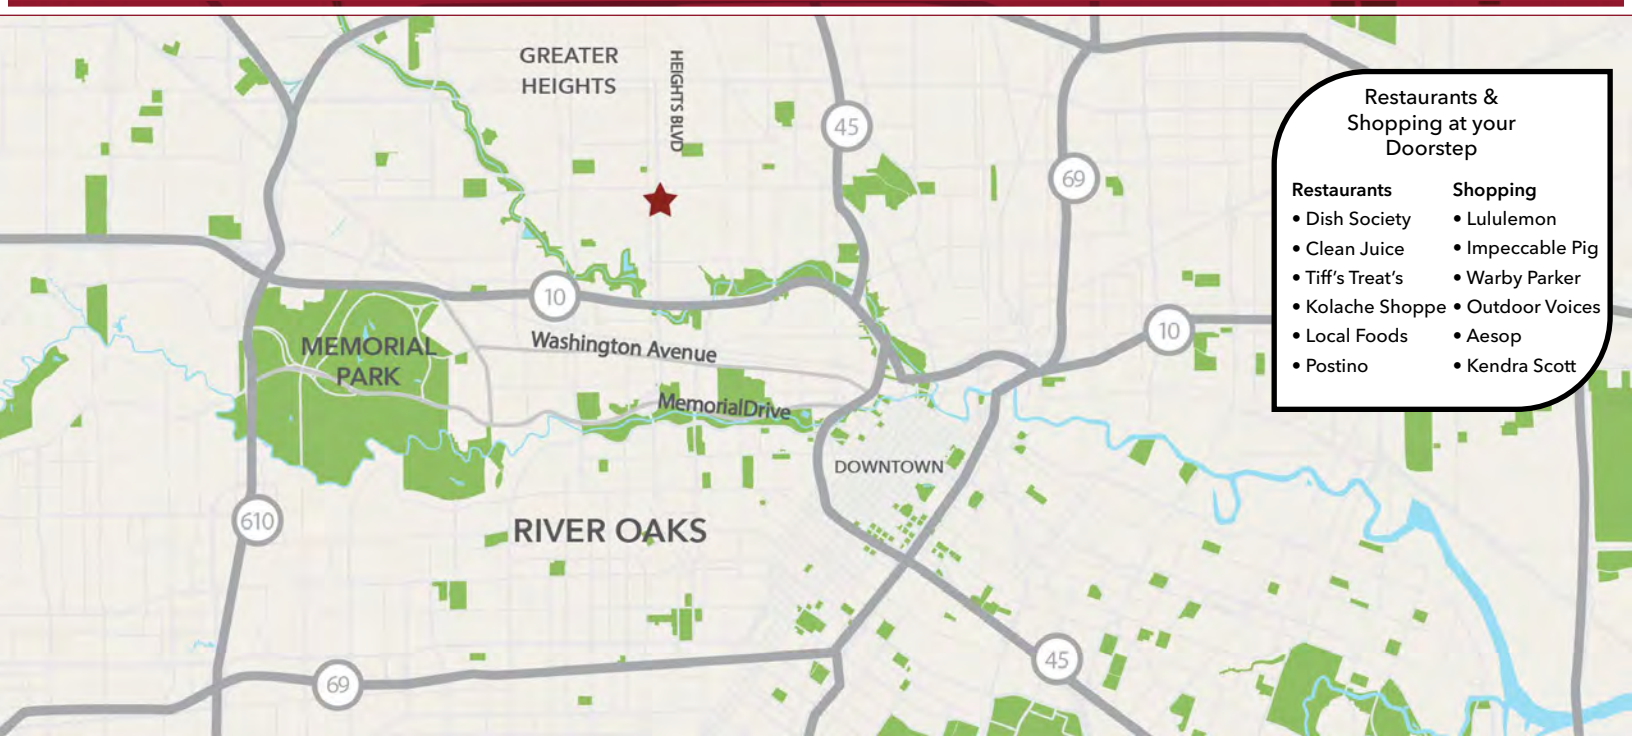 GREATER
HEIGHTS
HEIGHTS BLVD
45
69
Restaurants &
Shopping at your
Doorstep
Restaurants
• Dish Society
• Clean Juice
• Tiff's Treat's
• Kolache Shoppe
• Local Foods
• Postino
Shopping
• Lululemon
• Impeccable Pig
• Warby Parker
• Outdoor Voices
• Aesop
• Kendra Scott
10
10
Washington Avenue
MEMORIAL
PARK
MemorialDrive
DOWNTOWN
610
RIVER OAKS
45
69